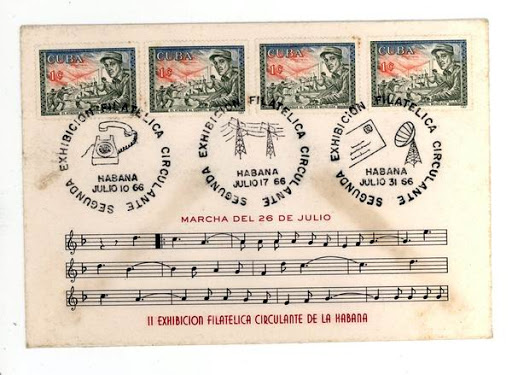 CUBA CUBA CUBA CUBA
1c 1c 1c 1c
SEGUNDA EXHIBICION FILATELICA CIRCULANTE
HABANA
JULIO 10 66
SEGUNDA EXHIBICION FILATELICA CIRCULANTE
HABANA
JULIO 17 66
SEGUNDA EXHIBICION FILATELICA CIRCULANTE
HABANA
JULIO 31 66
MARCHA DEL 26 DE JULIO
II EXHIBICION FILATELICA CIRCULANTE DE LA HABANA